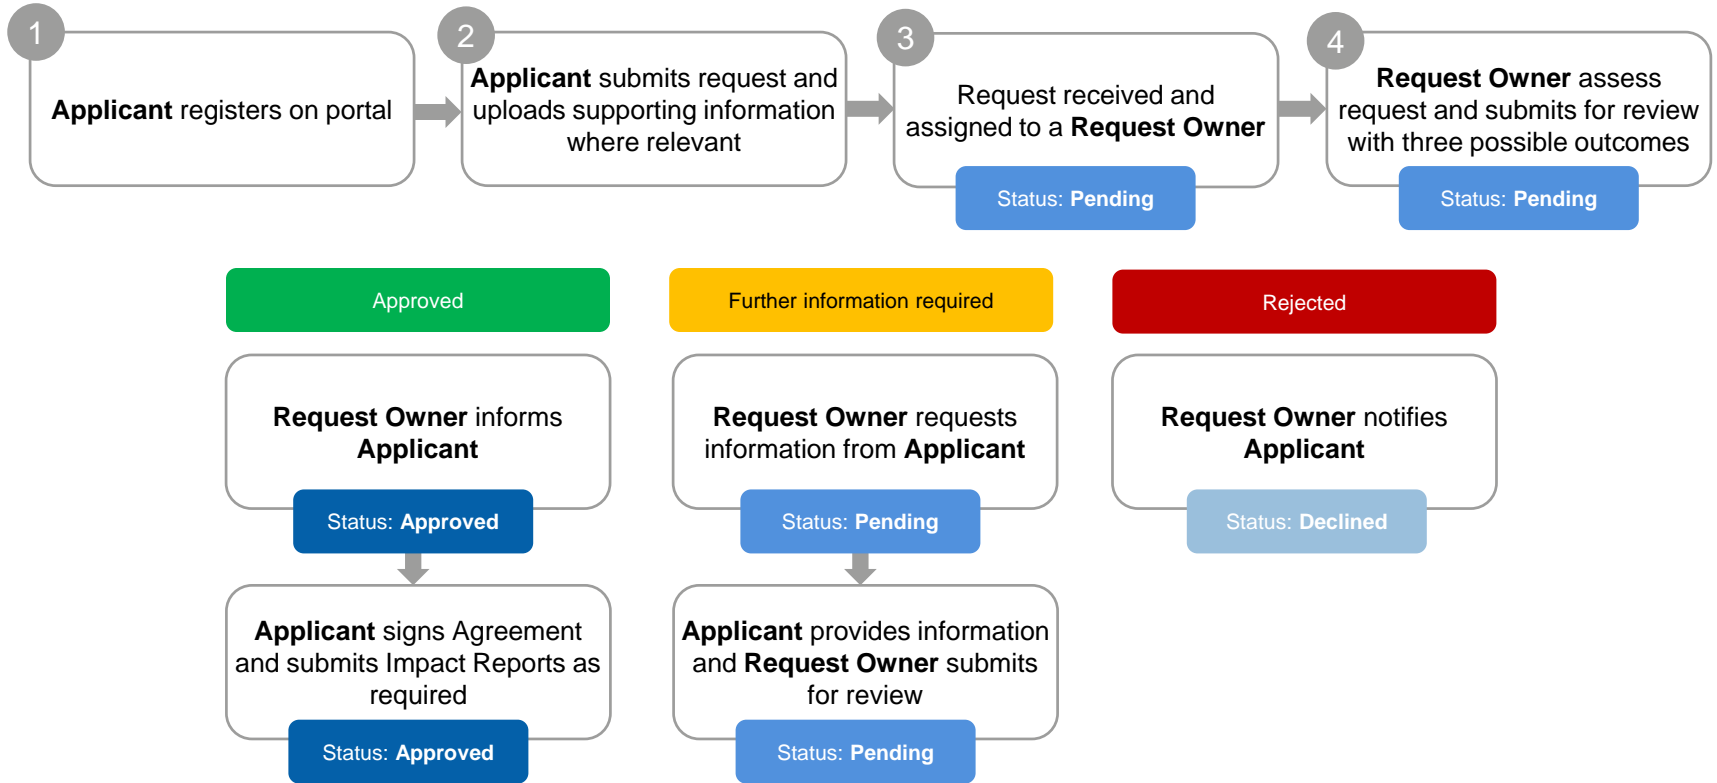 1
Applicant registers on portal
2
Applicant submits request and
uploads supporting information
where relevant
3
Request received and
assigned to a Request Owner
Status: Pending
4
Request Owner assess
request and submits for review
with three possible outcomes
Status: Pending
Approved
Request Owner informs
Applicant
Status: Approved
Applicant signs Agreement
and submits Impact Reports as
required
Status: Approved
Further information required
Request Owner requests
information from Applicant
Status: Pending
Applicant provides information
and Request Owner submits
for review
Status: Pending
Rejected
Request Owner notifies
Applicant
Status: Declined